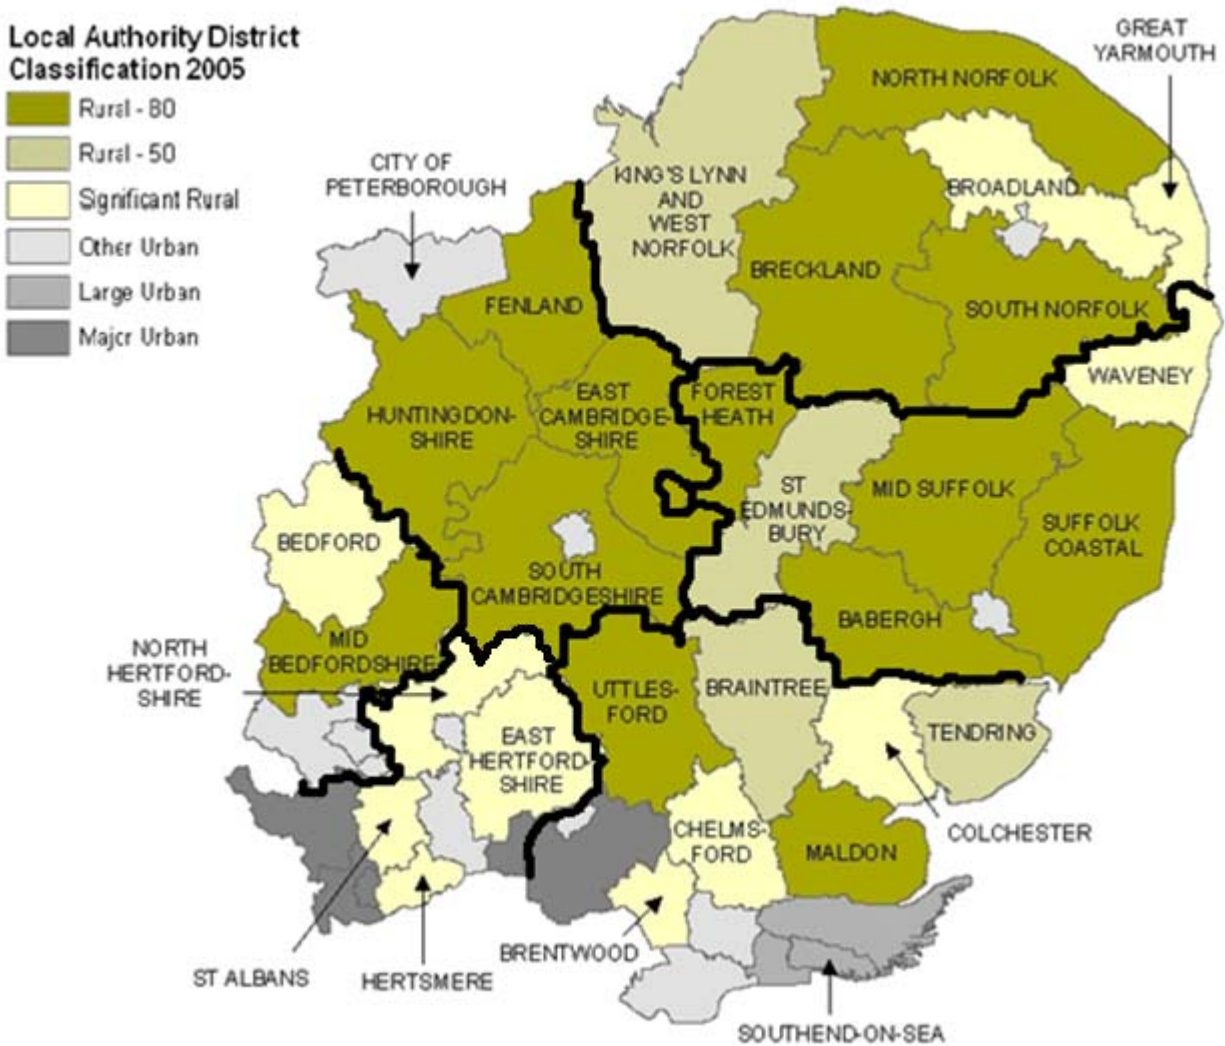 Local Authority District
Classification 2005
Rural - 80
Rural - 50
Significant Rural
Other Urban
Large Urban
Major Urban
GREAT
YARMOUTH
NORTH NORFOLK
CITY OF
PETERBOROUGH
KING'S LYNN
AND
WEST
NORFOLK
BROADLAND
BRECKLAND
FENLAND
SOUTH NORFOLK
WAVENEY
EAST
CAMBRIDGE-
SHIRE
FOREST
HEATH
HUNTINGDON-
SHIRE
ST
EDMUNDS-
BURY
MID SUFFOLK
SUFFOLK
COASTAL
BEDFORD
SOUTH
CAMBRIDGESHIRE
BABERGH
MID
BEDFORDSHIRE
NORTH
HERTFORD-
SHIRE
UTTLES-
FORD
BRAINTREE
TENDRING
EAST
HERTFORD-
SHIRE
CHELMS-
FORD
MALDON
COLCHESTER
BRENTWOOD
ST ALBANS
HERTSMERE
SOUTHEND-ON-SEA